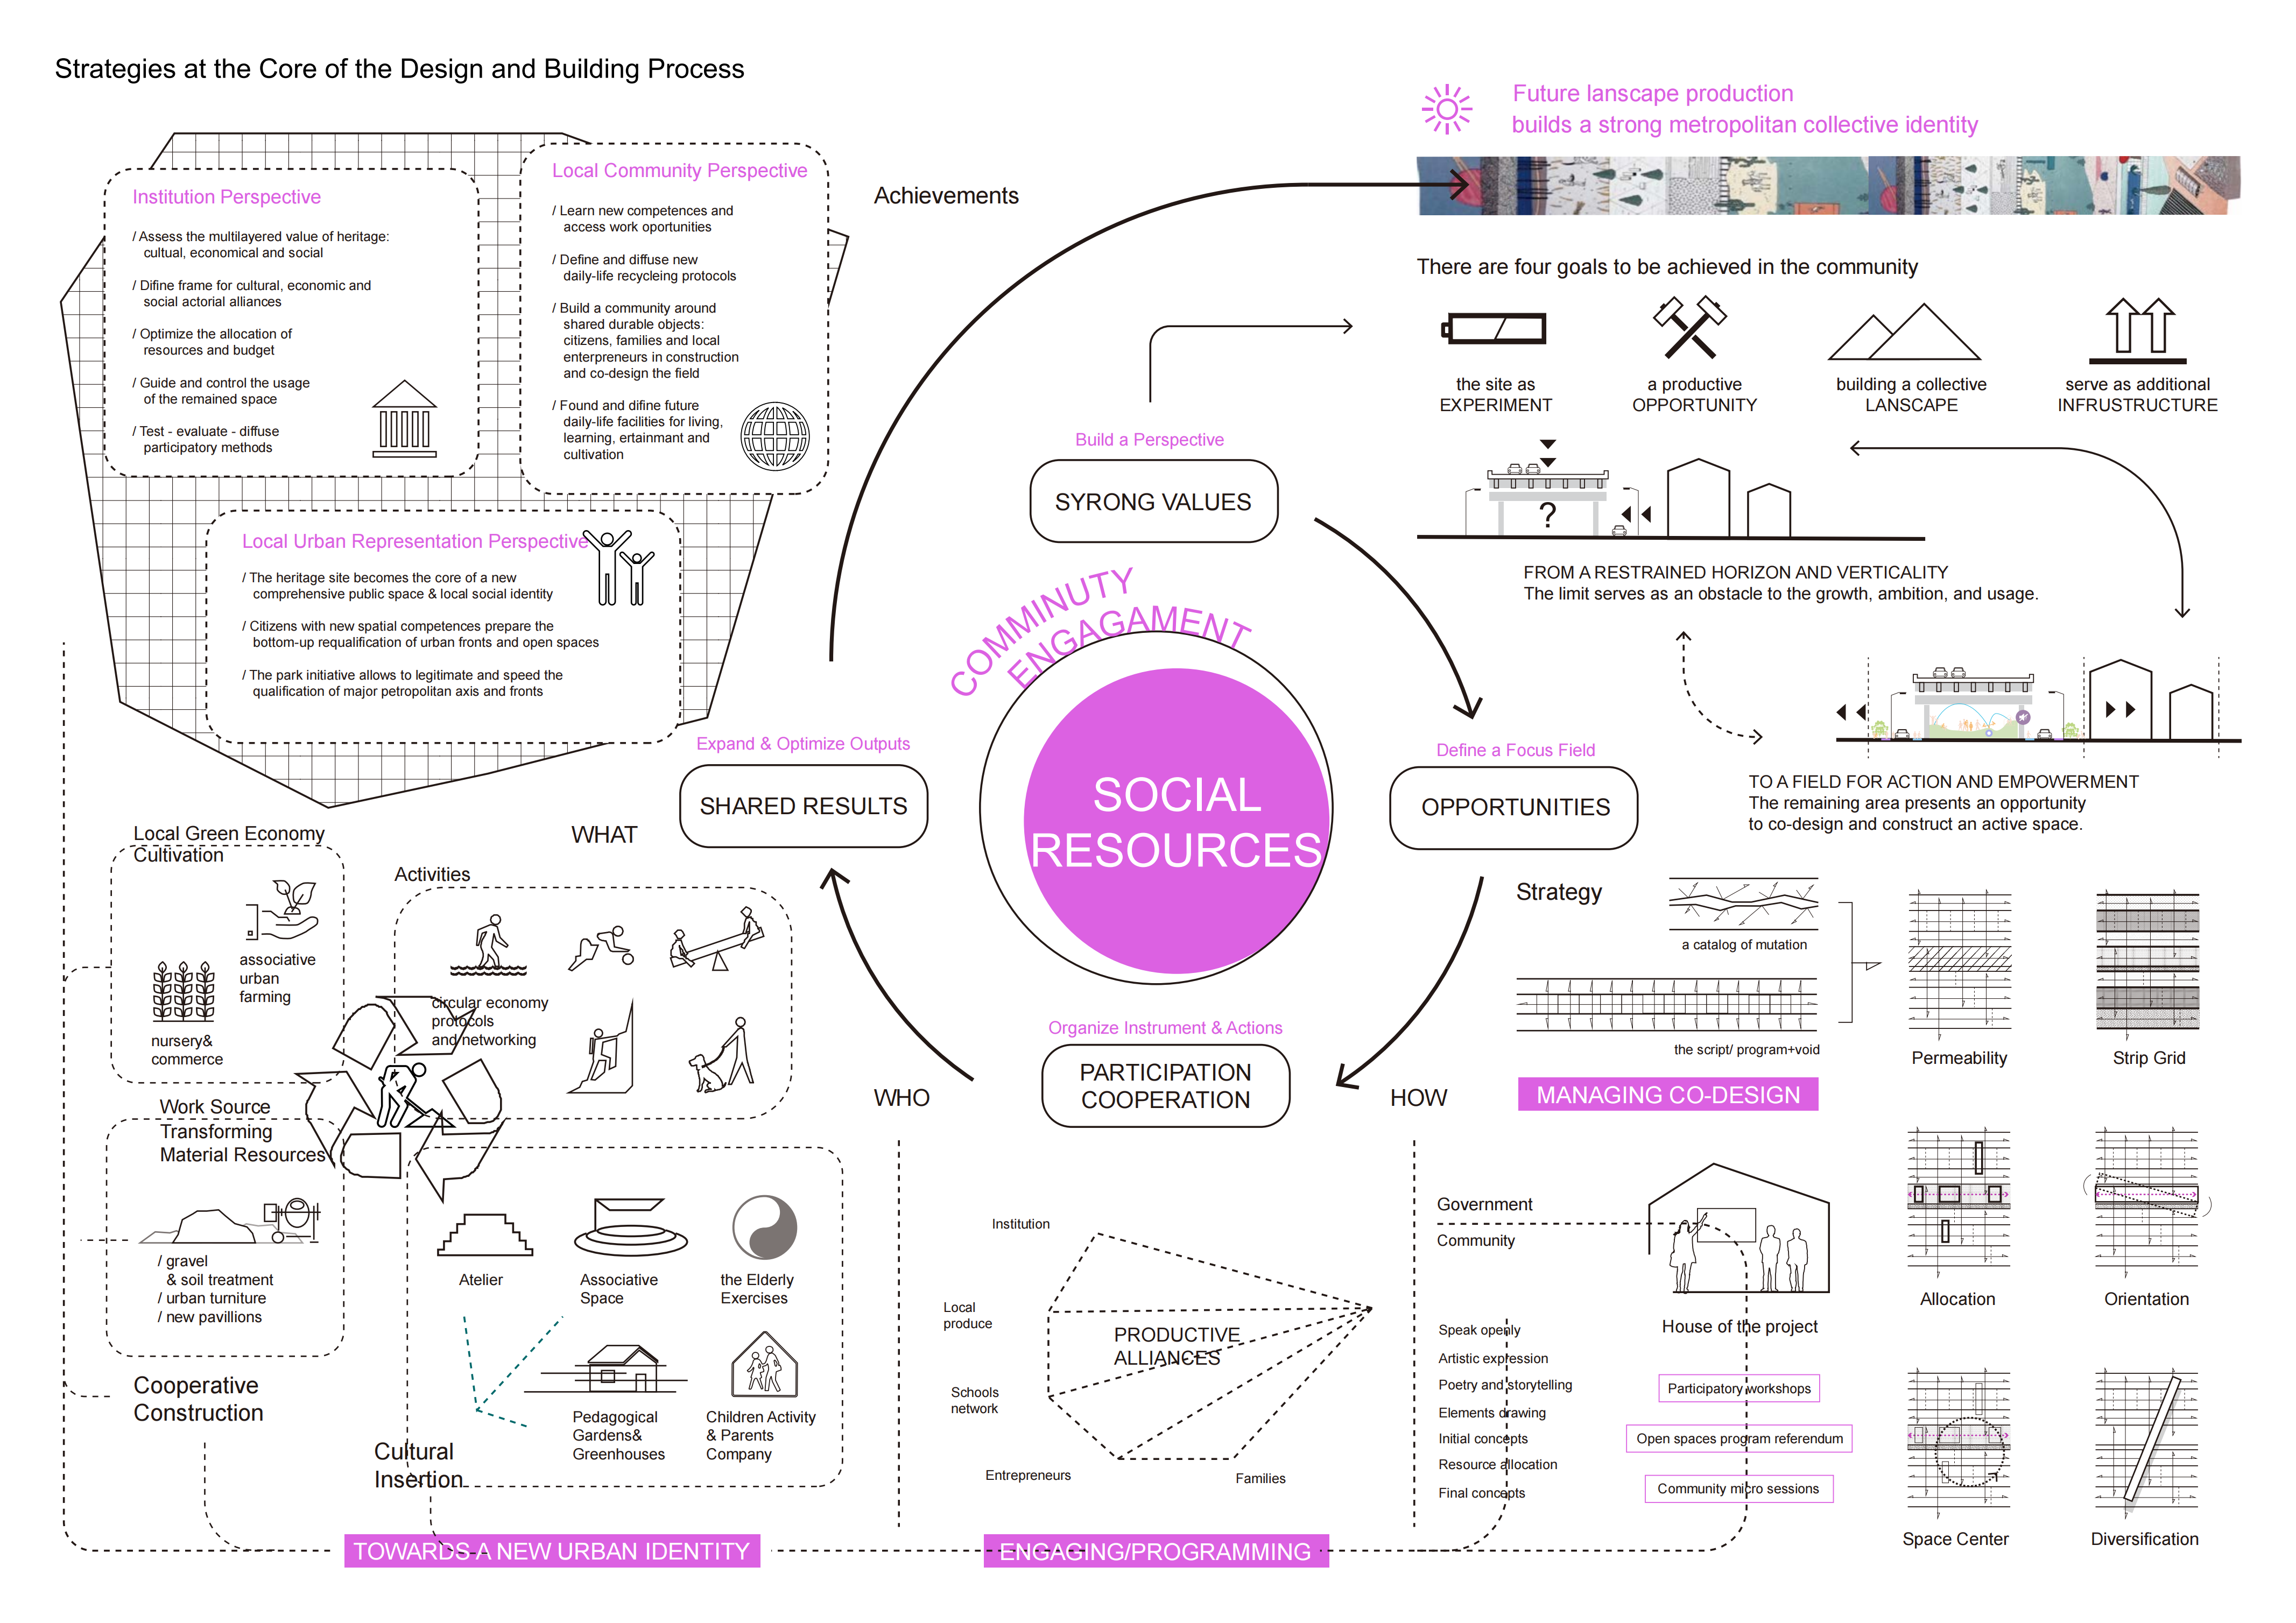 Strategies at the Core of the Design and Building Process
Institution Perspective
/ Assess the multilayered value of heritage:
cultual, economical and social
/ Difine frame for cultural, economic and
social actorial alliances
/ Optimize the allocation of
resources and budget
/ Guide and control the usage
of the remained space
/ Test - evaluate - diffuse
participatory methods
Local Community Perspective
/ Learn new competences and
access work oportunities
/ Define and diffuse new
daily-life recycleing protocols
/ Build a community around
shared durable objects:
citizens, families and local
enterpreneurs in construction
and co-design the field
/ Found and difine future
daily-life facilities for living,
learning, ertainmant and
cultivation
Local Urban Representation Perspective
/ The heritage site becomes the core of a new
comprehensive public space & local social identity
/ Citizens with new spatial competences prepare the
bottom-up requalification of urban fronts and open spaces
/ The park initiative allows to legitimate and speed the
qualification of major petropolitan axis and fronts
Achievements
Future lanscape production
builds a strong metropolitan collective identity
There are four goals to be achieved in the community
the site as
EXPERIMENT
a productive
OPPORTUNITY
building a collective
LANSCAPE
serve as additional
INFRUSTRUCTURE
Build a Perspective
SYRONG VALUES
?
FROM A RESTRAINED HORIZON AND VERTICALITY
The limit serves as an obstacle to the growth, ambition, and usage.
TO A FIELD FOR ACTION AND EMPOWERMENT
The remaining area presents an opportunity
to co-design and construct an active space.
COMMINUTY
ENGAGAMENT
SOCIAL
RESOURCES
Expand & Optimize Outputs
SHARED RESULTS
Define a Focus Field
OPPORTUNITIES
Organize Instrument & Actions
PARTICIPATION
COOPERATION
WHAT
WHO
HOW
Local Green Economy
Cultivation
associative
urban
farming
nursery&
commerce
Activities
circular economy
protocols
and networking
Work Source
Transforming
Material Resources
/ gravel
& soil treatment
/ urban turniture
/ new pavillions
Cooperative
Construction
Atelier
Associative
Space
the Elderly
Exercises
Pedagogical
Gardens&
Greenhouses
Children Activity
& Parents
Company
Cultural
Insertion
TOWARDS A NEW URBAN IDENTITY
Institution
Local
produce
Schools
network
Entrepreneurs
Families
PRODUCTIVE
ALLIANCES
ENGAGING/PROGRAMMING
Strategy
a catalog of mutation
the script/ program+void
MANAGING CO-DESIGN
Government
Community
House of the project
Speak openly
Artistic expression
Poetry and storytelling
Elements drawing
Initial concepts
Resource allocation
Final concepts
Participatory workshops
Open spaces program referendum
Community micro sessions
Permeability
Strip Grid
Allocation
Orientation
Space Center
Diversification